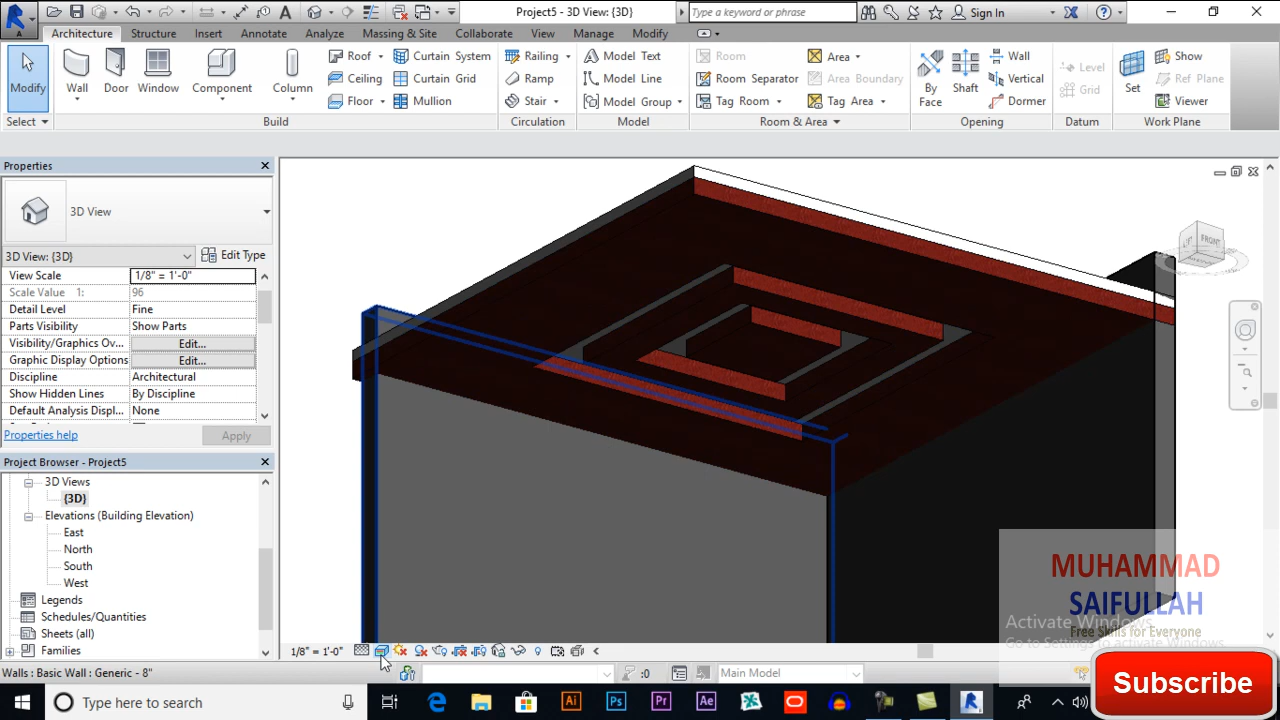 Project5 - 3D View: {3D}
Type a keyword or phrase
Sign In
Architecture Structure Insert Annotate Analyze Massing & Site Collaborate View Manage Modify
Modify
Wall
Door
Window
Component
Column
Roof
Ceiling
Floor
Curtain System
Curtain Grid
Mullion
Railing
Ramp
Stair
Model Text
Model Line
Model Group
Room
Room Separator
Tag Room
Area
Area Boundary
Tag Area
By Face
Shaft
Wall
Vertical
Dormer
Level
Grid
Set
Show
Ref Plane
Viewer
Select
Build
Circulation
Model
Room & Area
Opening
Datum
Work Plane
Properties
3D View
3D View: {3D}
Edit Type
View Scale 1/8" = 1'-0"
Scale Value 1: 96
Detail Level Fine
Parts Visibility Show Parts
Visibility/Graphics Ov... Edit...
Graphic Display Options Edit...
Discipline Architectural
Show Hidden Lines By Discipline
Default Analysis Displ... None
Properties help
Apply
Project Browser - Project5
3D Views
{3D}
Elevations (Building Elevation)
East
North
South
West
Legends
Schedules/Quantities
Sheets (all)
Families
FRONT
1/8" = 1'-0"
Walls : Basic Wall : Generic - 8"
:0
Main Model
MUHAMMAD
SAIFULLAH
Free Skills for Everyone
Activate Windows
Go to Settings to activate Windows.
Subscribe
Type here to search